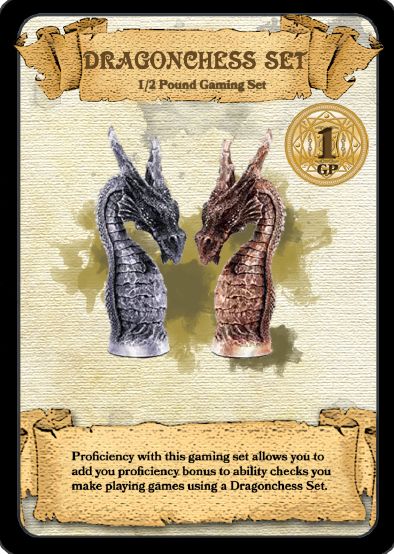 DRAGONCHESS SET
1/2 Pound Gaming Set
1
GP
Proficiency with this gaming set allows you to
add you proficiency bonus to ability checks you
make playing games using a Dragonchess Set.